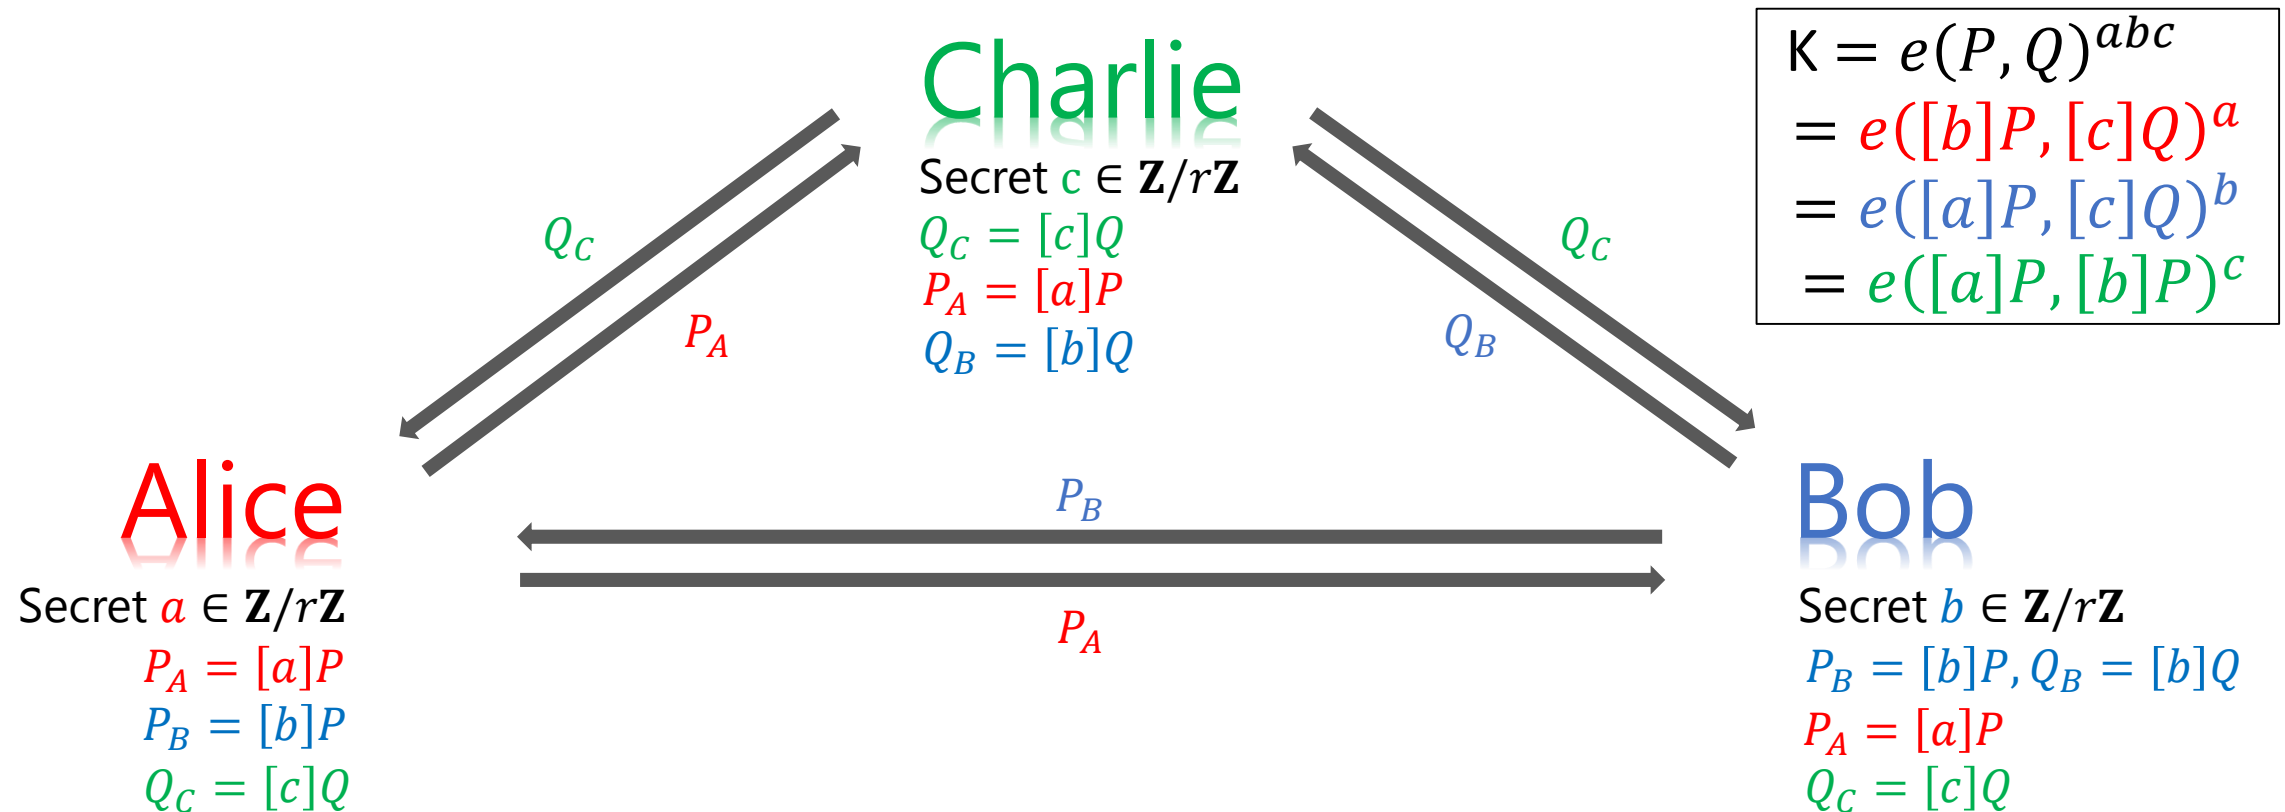 Charlie
Secret c ∈ Z/rZ
Q_C = [c]Q
P_A = [a]P
Q_B = [b]Q
K = e(P, Q)^{abc}
= e([b]P, [c]Q)^a
= e([a]P, [c]Q)^b
= e([a]P, [b]P)^c
Q_C
P_A
Q_C
Q_B
Alice
Secret a ∈ Z/rZ
P_A = [a]P
P_B = [b]P
Q_C = [c]Q
P_B
P_A
Bob
Secret b ∈ Z/rZ
P_B = [b]P, Q_B = [b]Q
P_A = [a]P
Q_C = [c]Q